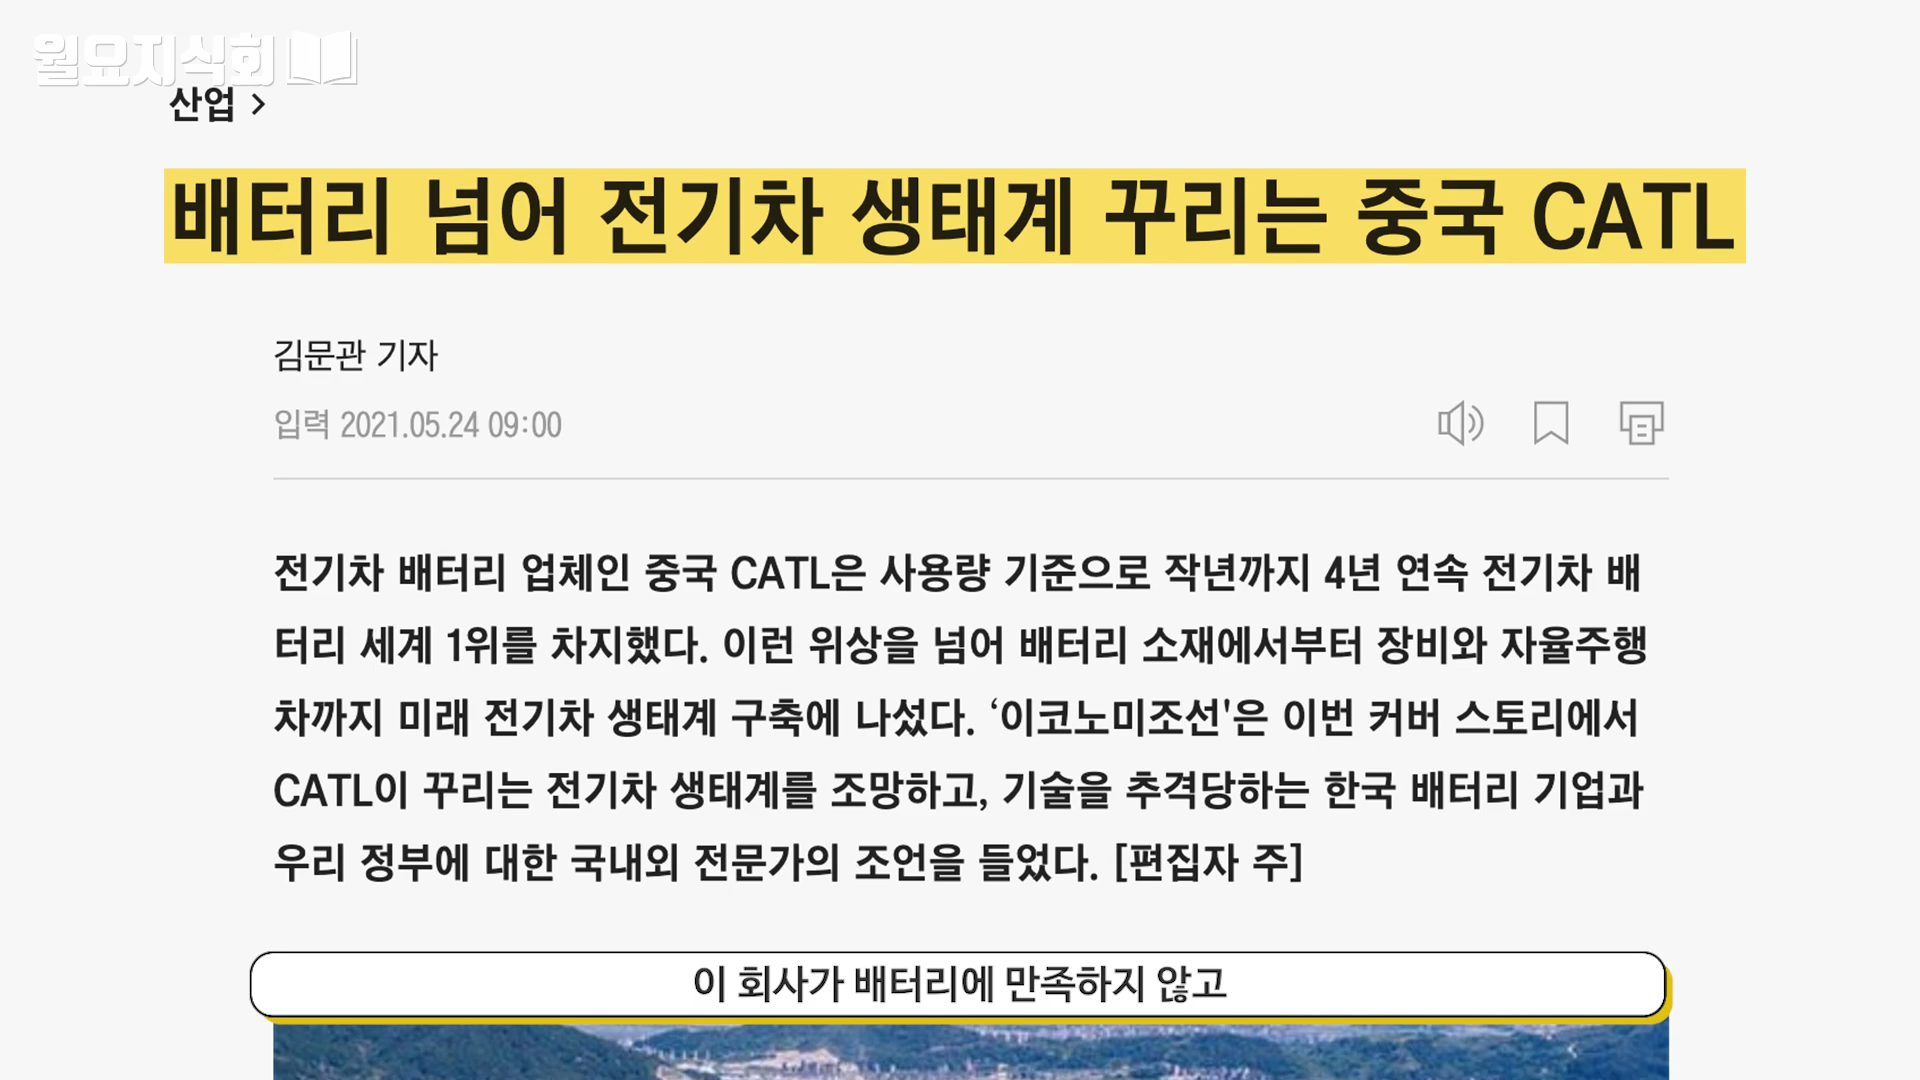 월요지식회
산업 >
배터리 넘어 전기차 생태계 꾸리는 중국 CATL
김문관 기자
입력 2021.05.24 09:00
전기차 배터리 업체인 중국 CATL은 사용량 기준으로 작년까지 4년 연속 전기차 배
터리 세계 1위를 차지했다. 이런 위상을 넘어 배터리 소재에서부터 장비와 자율주행
차까지 미래 전기차 생태계 구축에 나섰다. ‘이코노미조선'은 이번 커버 스토리에서
CATL이 꾸리는 전기차 생태계를 조망하고, 기술을 추격당하는 한국 배터리 기업과
우리 정부에 대한 국내외 전문가의 조언을 들었다. [편집자 주]
이 회사가 배터리에 만족하지 않고